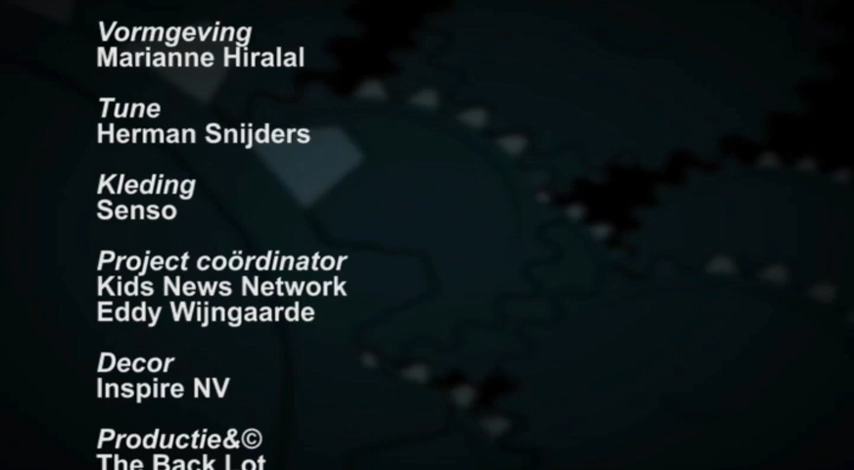 Vormgeving
Marianne Hiralal
Tune
Herman Snijders
Kleding
Senso
Project coördinator
Kids News Network
Eddy Wijngaarde
Decor
Inspire NV
Productie&©
The Back Lot